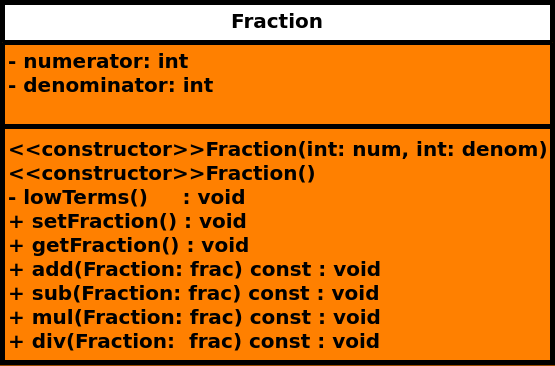 Fraction
- numerator: int
- denominator: int
<<constructor>>Fraction(int: num, int: denom)
<<constructor>>Fraction()
- lowTerms()     : void
+ setFraction() : void
+ getFraction() : void
+ add(Fraction: frac) const : void
+ sub(Fraction: frac) const : void
+ mul(Fraction: frac) const : void
+ div(Fraction:  frac) const : void